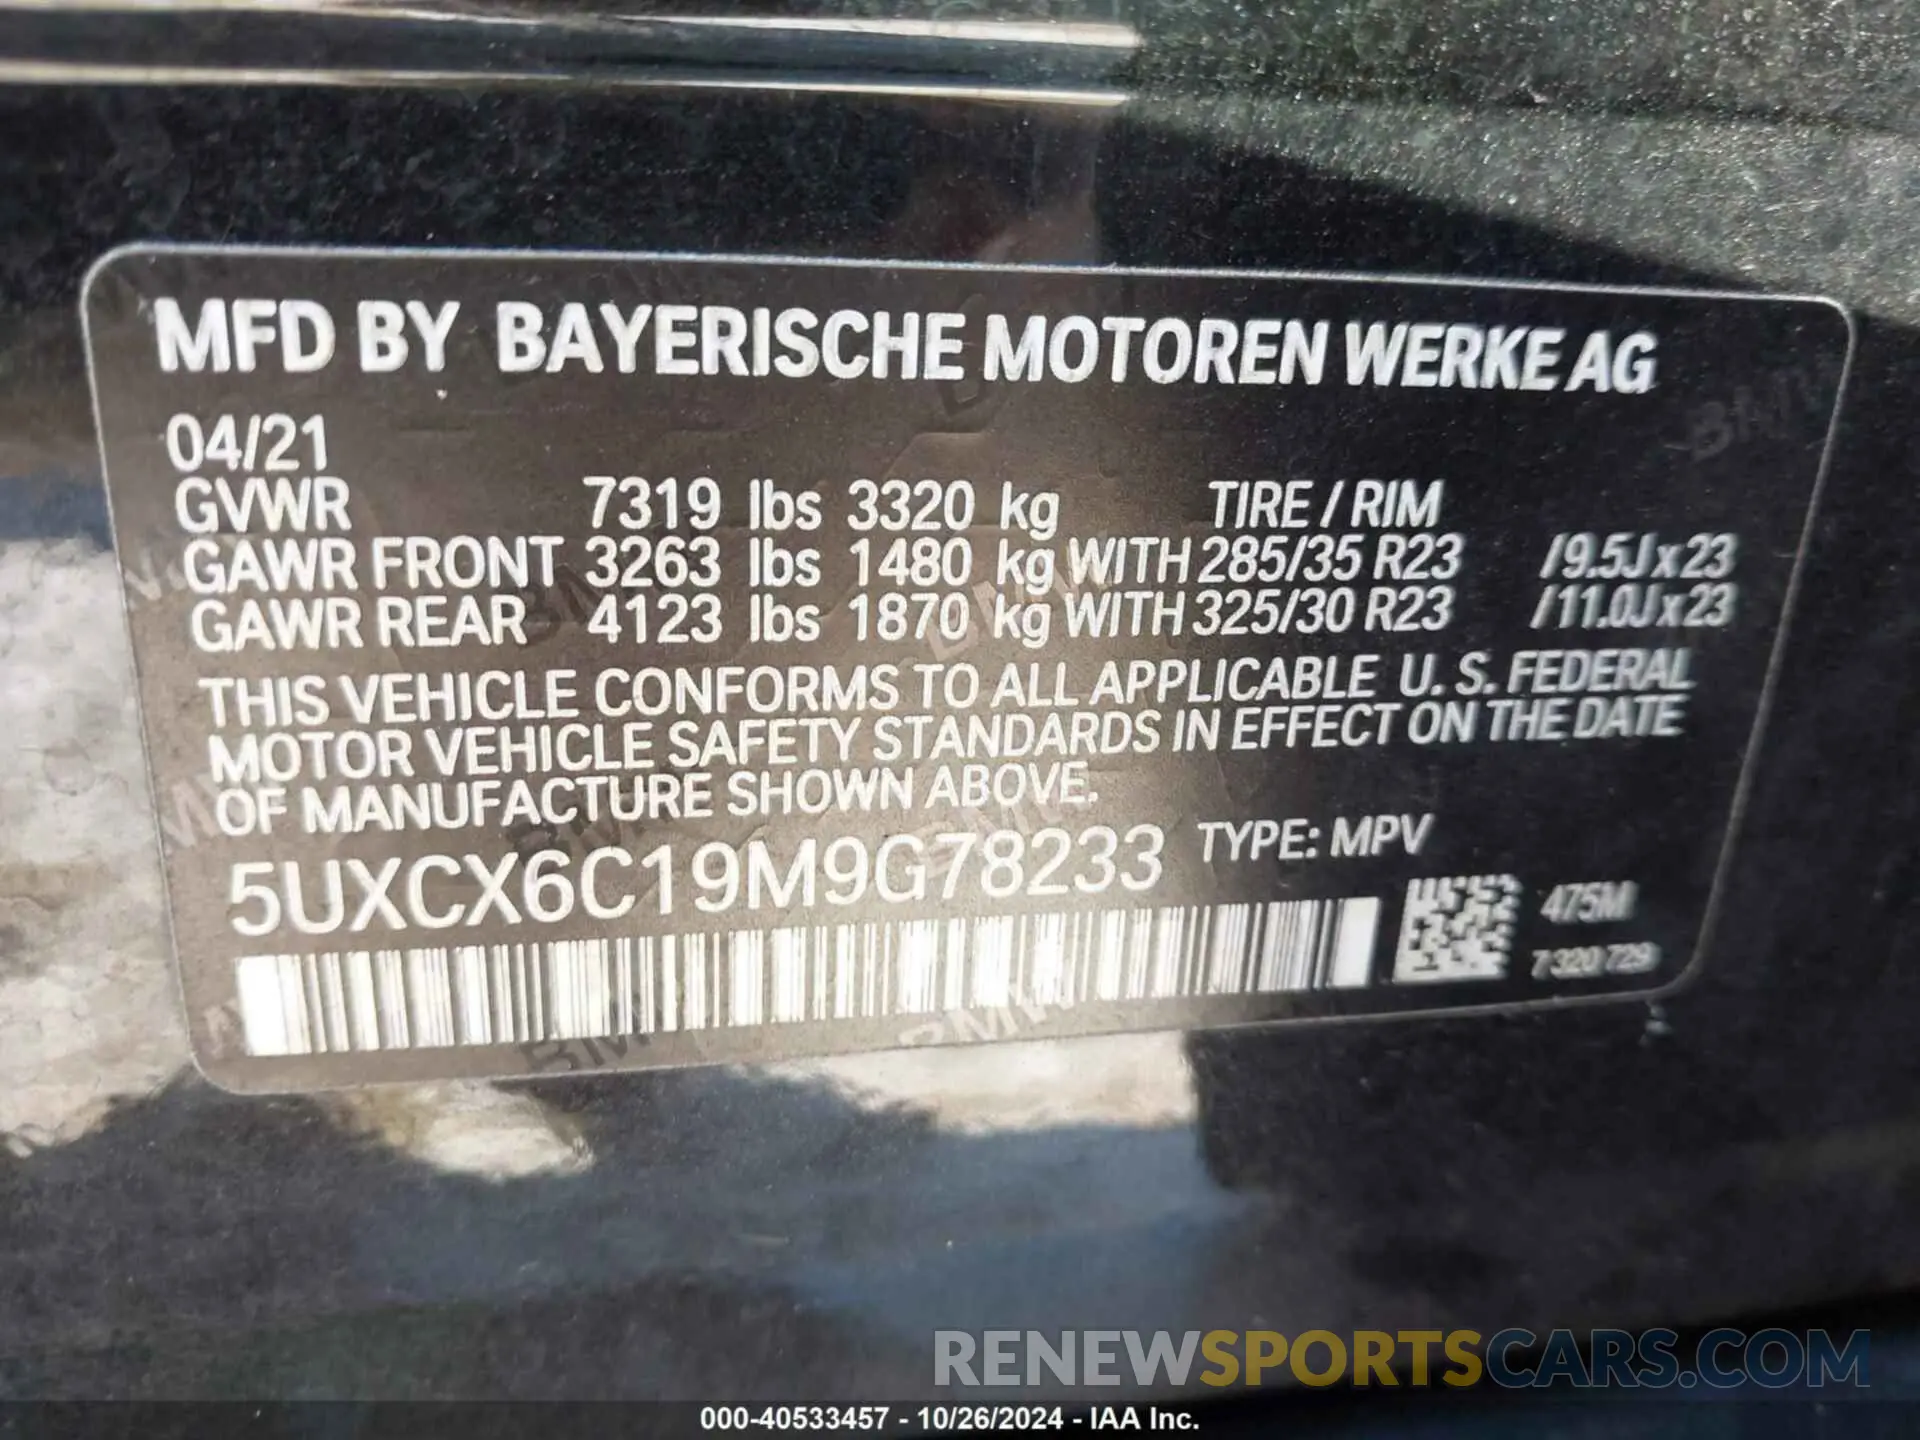 MFD BY BAYERISCHE MOTOREN WERKE AG
04/21
GVWR 7319 lbs 3320 kg TIRE / RIM
GAWR FRONT 3263 lbs 1480 kg WITH 285/35 R23 /9.5Jx23
GAWR REAR 4123 lbs 1870 kg WITH 325/30 R23 /11.0Jx23
THIS VEHICLE CONFORMS TO ALL APPLICABLE U. S. FEDERAL
MOTOR VEHICLE SAFETY STANDARDS IN EFFECT ON THE DATE
OF MANUFACTURE SHOWN ABOVE.
5UXCX6C19M9G78233 TYPE: MPV
475M
7 320 729
RENEWSPORTSCARS.COM
000-40533457 - 10/26/2024 - IAA Inc.